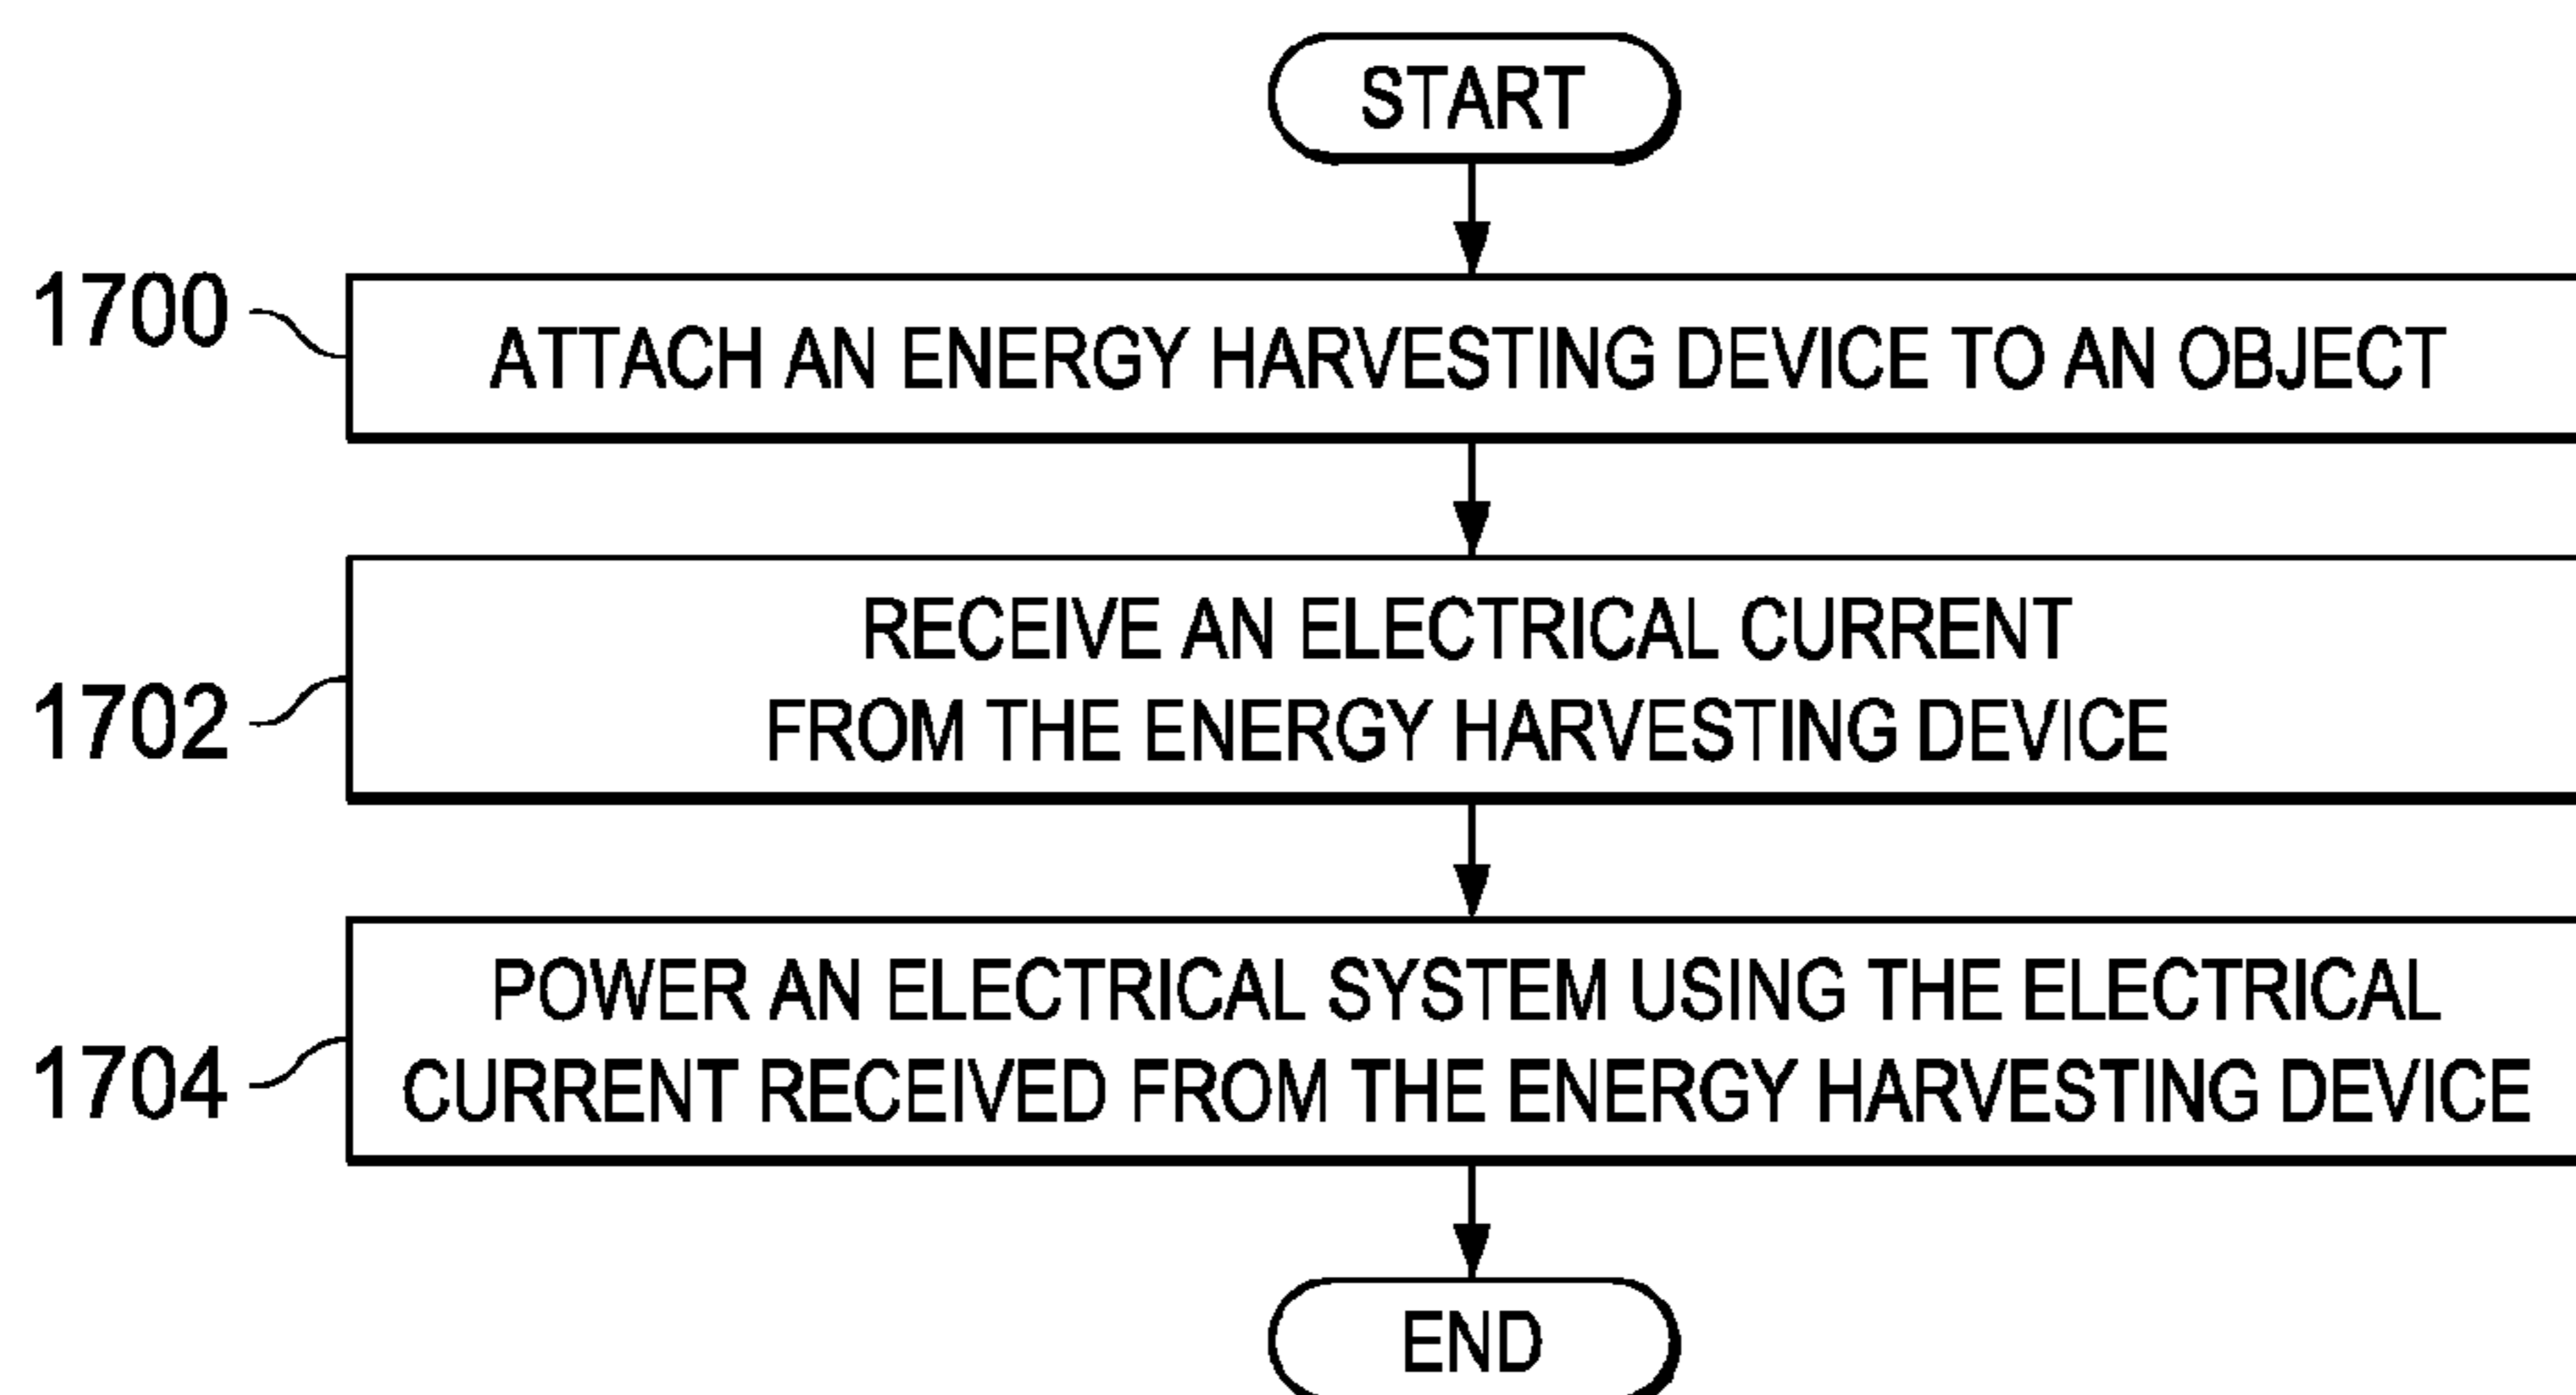 START
1700
ATTACH AN ENERGY HARVESTING DEVICE TO AN OBJECT
1702
RECEIVE AN ELECTRICAL CURRENT
FROM THE ENERGY HARVESTING DEVICE
1704
POWER AN ELECTRICAL SYSTEM USING THE ELECTRICAL
CURRENT RECEIVED FROM THE ENERGY HARVESTING DEVICE
END